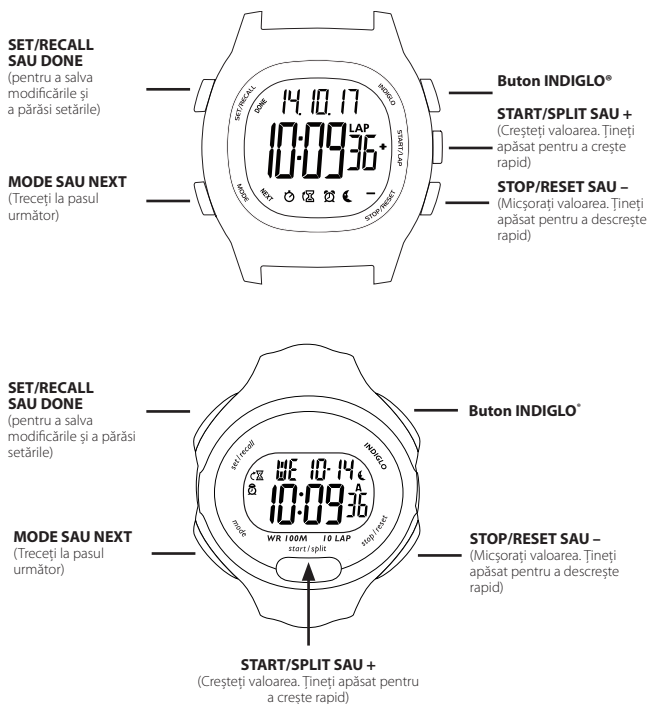 SET/RECALL
SAU DONE
(pentru a salva
modificările și
a părăsi setările)
MODE SAU NEXT
(Treceți la pasul
următor)
SET/RECALL
DONE
INDIGLO
14. 10. 17
LAP
10:09 36 +
START/LAP
MODE
NEXT
–
STOP/RESET
Buton INDIGLO®
START/SPLIT SAU +
(Creșteți valoarea. Țineți
apăsat pentru a crește
rapid)
STOP/RESET SAU –
(Micșorați valoarea. Țineți
apăsat pentru a descrește
rapid)
SET/RECALL
SAU DONE
(pentru a salva
modificările și a părăsi
setările)
MODE SAU NEXT
(Treceți la pasul
următor)
set/recall
INDIGLO
WE 10-14
A
10:09 36
mode
WR 100M 10 LAP
start/split
stop/reset
Buton INDIGLO®
STOP/RESET SAU –
(Micșorați valoarea. Țineți
apăsat pentru a descrește
rapid)
START/SPLIT SAU +
(Creșteți valoarea. Țineți apăsat pentru
a crește rapid)